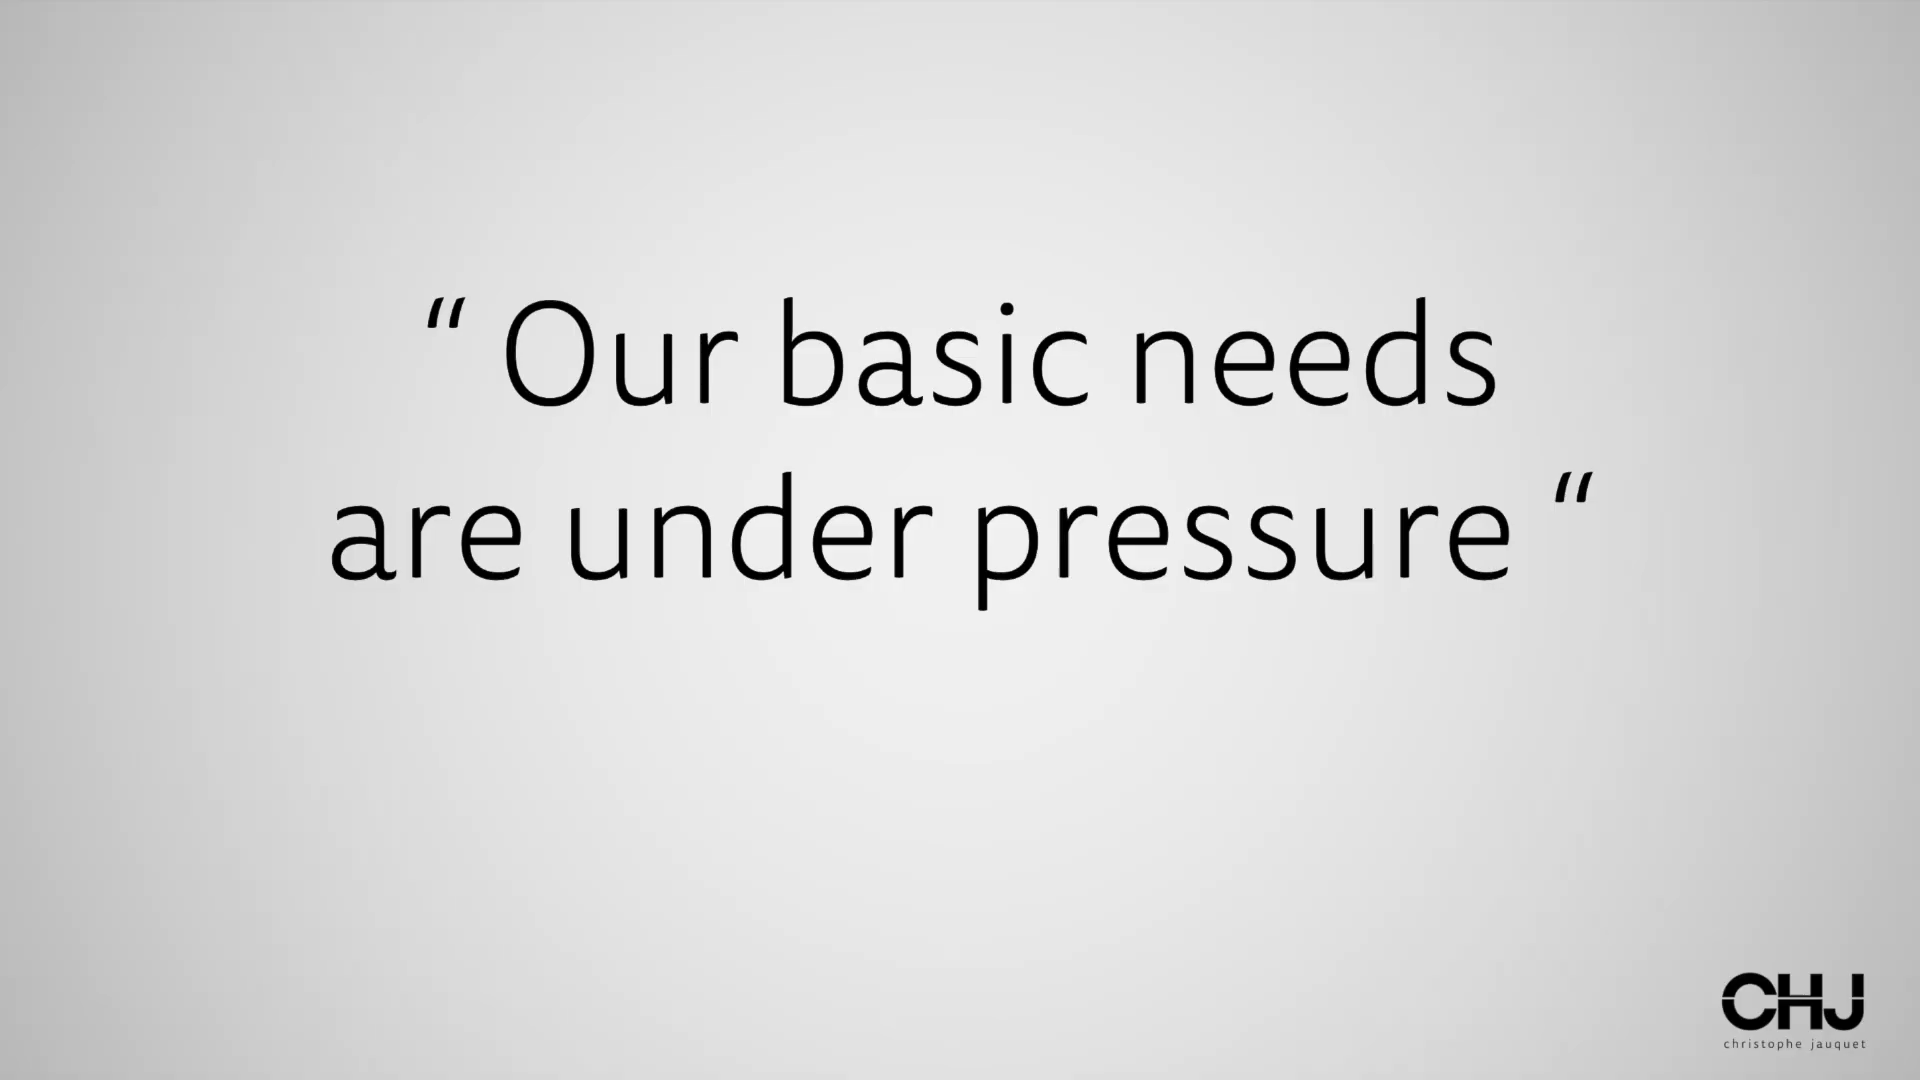 “ Our basic needs
are under pressure “
CHJ
christophe jauquet